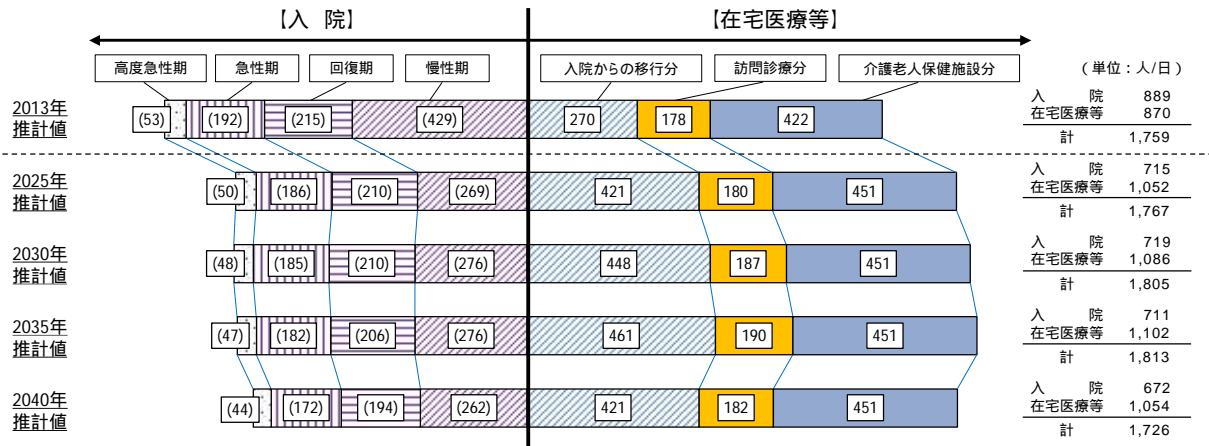 【入 院】 【在宅医療等】
高度急性期 急性期 回復期 慢性期 入院からの移行分 訪問診療分 介護老人保健施設分 (単位：人/日)
2013年
推計値
(53) (192) (215) (429) 270 178 422
入 院 889
在宅医療等 870
計 1,759
2025年
推計値
(50) (186) (210) (269) 421 180 451
入 院 715
在宅医療等 1,052
計 1,767
2030年
推計値
(48) (185) (210) (276) 448 187 451
入 院 719
在宅医療等 1,086
計 1,805
2035年
推計値
(47) (182) (206) (276) 461 190 451
入 院 711
在宅医療等 1,102
計 1,813
2040年
推計値
(44) (172) (194) (262) 421 182 451
入 院 672
在宅医療等 1,054
計 1,726